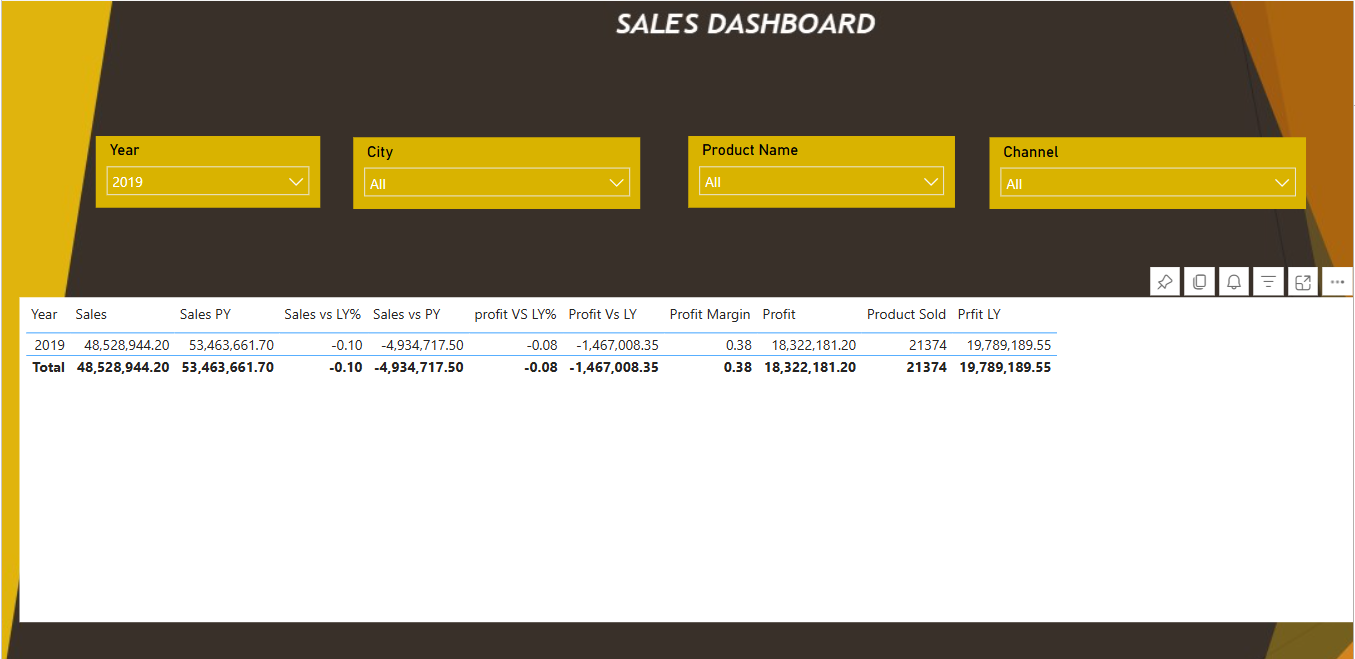 SALES DASHBOARD
Year City Product Name Channel
2019 All All All
Year Sales Sales PY Sales vs LY% Sales vs PY profit VS LY% Profit Vs LY Profit Margin Profit Product Sold Prfit LY
2019 48,528,944.20 53,463,661.70 -0.10 -4,934,717.50 -0.08 -1,467,008.35 0.38 18,322,181.20 21374 19,789,189.55
Total 48,528,944.20 53,463,661.70 -0.10 -4,934,717.50 -0.08 -1,467,008.35 0.38 18,322,181.20 21374 19,789,189.55